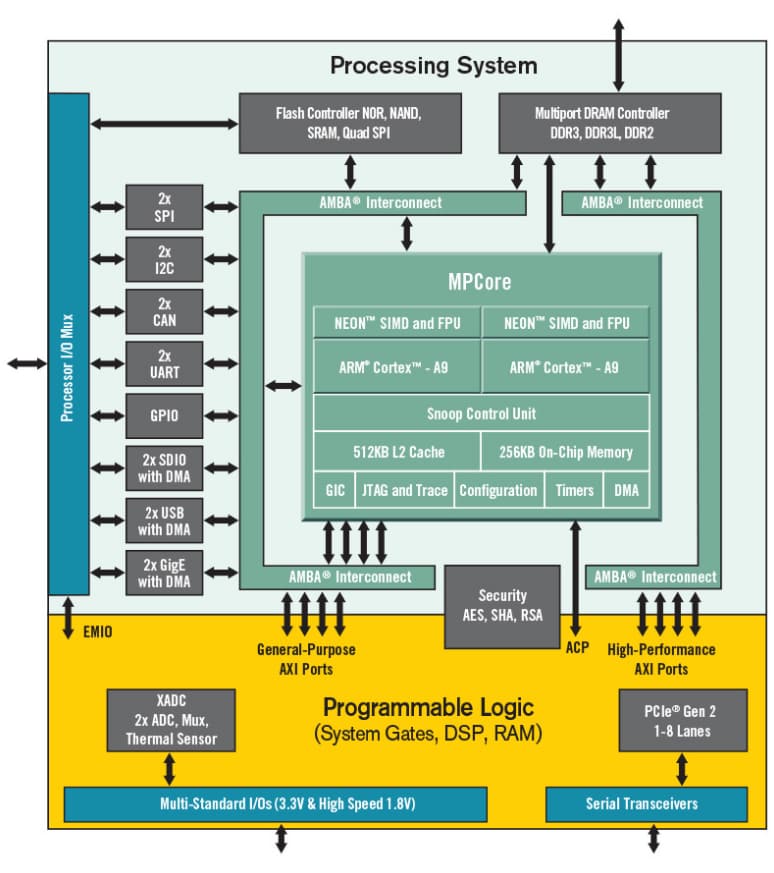 Processing System
Flash Controller NOR, NAND,
SRAM, Quad SPI
Multiport DRAM Controller
DDR3, DDR3L, DDR2
AMBA® Interconnect
AMBA® Interconnect
Processor I/O Mux
2x
SPI
2x
I2C
2x
CAN
2x
UART
GPIO
2x SDIO
with DMA
2x USB
with DMA
2x GigE
with DMA
MPCore
NEON™ SIMD and FPU
NEON™ SIMD and FPU
ARM® Cortex™ - A9
ARM® Cortex™ - A9
Snoop Control Unit
512KB L2 Cache
256KB On-Chip Memory
GIC
JTAG and Trace
Configuration
Timers
DMA
AMBA® Interconnect
AMBA® Interconnect
Security
AES, SHA, RSA
EMIO
General-Purpose
AXI Ports
ACP
High-Performance
AXI Ports
Programmable Logic
(System Gates, DSP, RAM)
XADC
2x ADC, Mux,
Thermal Sensor
PCIe® Gen 2
1-8 Lanes
Multi-Standard I/Os (3.3V & High Speed 1.8V)
Serial Transceivers